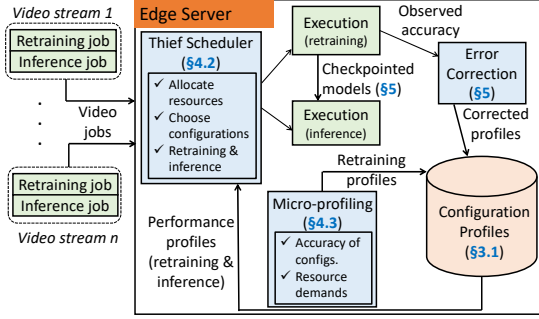 Video stream 1
Retraining job
Inference job
.
.
.
Video
jobs
Retraining job
Inference job
Video stream n
Edge Server
Thief Scheduler
(§4.2)
✓ Allocate
resources
✓ Choose
configurations
✓ Retraining &
inference
Execution
(retraining)
Checkpointed
models (§5)
Execution
(inference)
Observed
accuracy
Error
Correction
(§5)
Corrected
profiles
Retraining
profiles
Micro-profiling
(§4.3)
✓ Accuracy of
configs.
✓ Resource
demands
Performance
profiles
(retraining &
inference)
Configuration
Profiles
(§3.1)